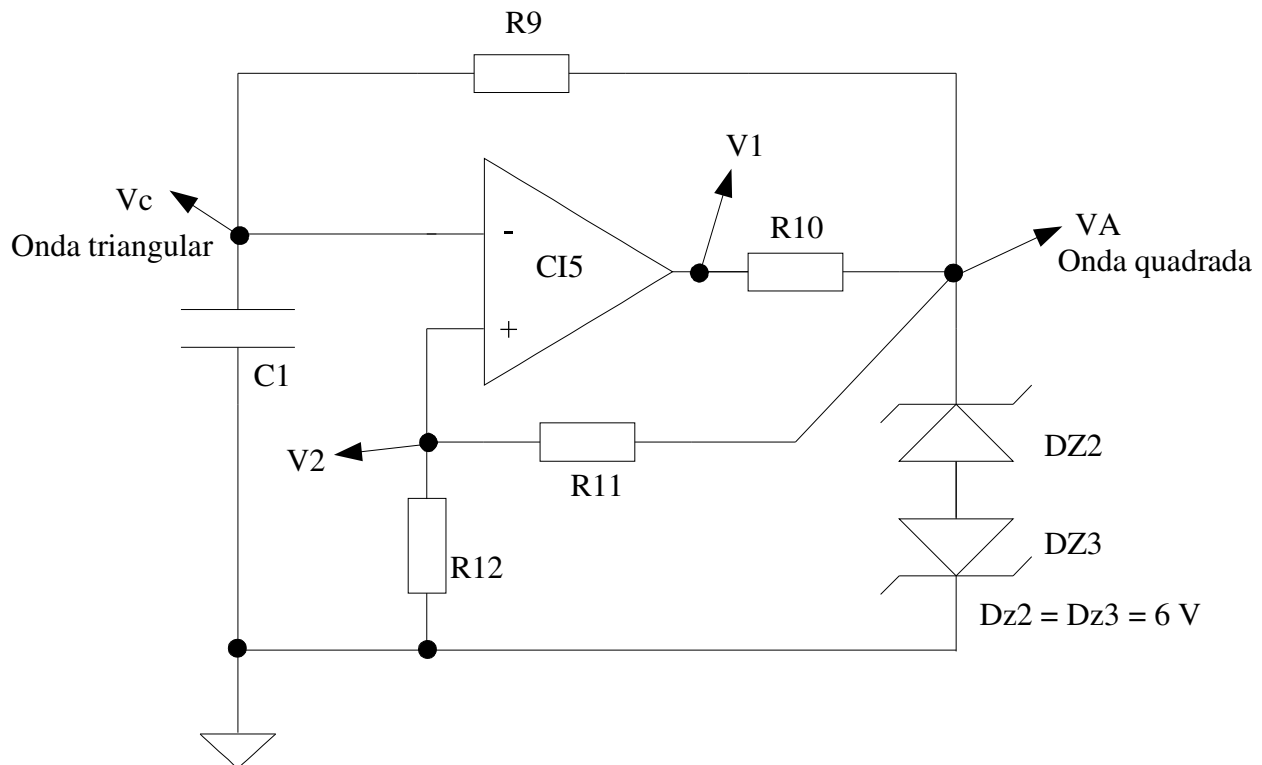 R9
V1
Vc
Onda triangular
-
CI5
R10
VA
Onda quadrada
+
C1
V2
R11
DZ2
R12
DZ3
Dz2 = Dz3 = 6 V